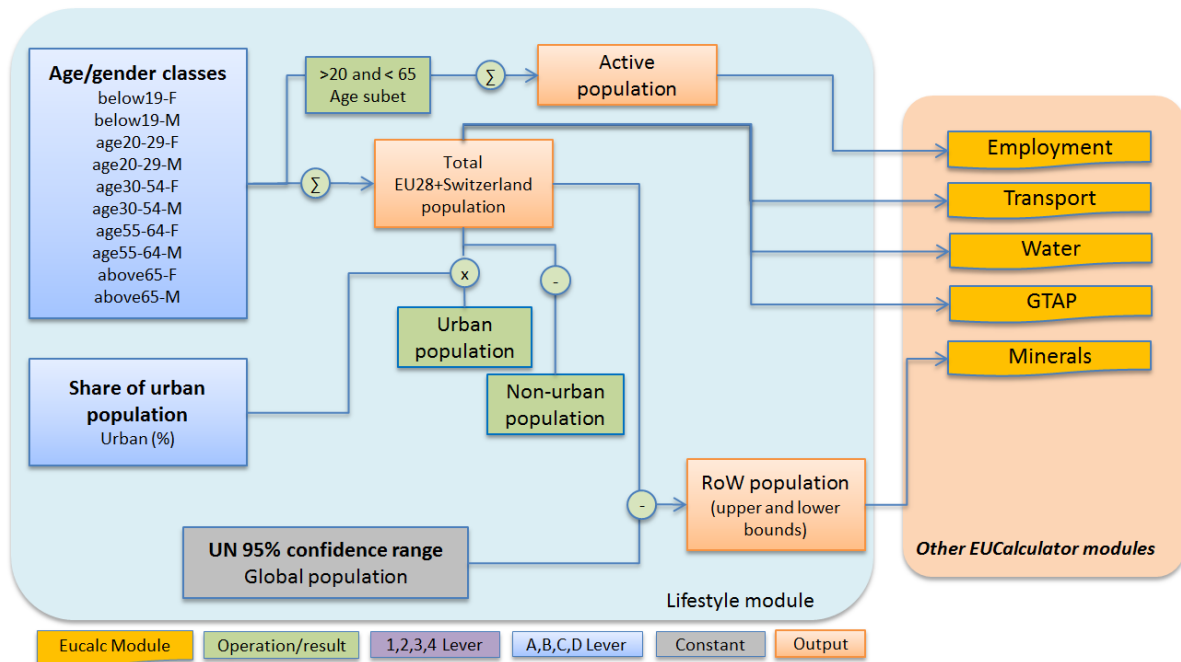 Age/gender classes
below19-F
below19-M
age20-29-F
age20-29-M
age30-54-F
age30-54-M
age55-64-F
age55-64-M
above65-F
above65-M
>20 and < 65
Age subet
∑
Active
population
∑
Total
EU28+Switzerland
population
x
-
Urban
population
Non-urban
population
Share of urban
population
Urban (%)
UN 95% confidence range
Global population
-
RoW population
(upper and lower
bounds)
Lifestyle module
Employment
Transport
Water
GTAP
Minerals
Other EUCalculator modules
Eucalc Module
Operation/result
1,2,3,4 Lever
A,B,C,D Lever
Constant
Output